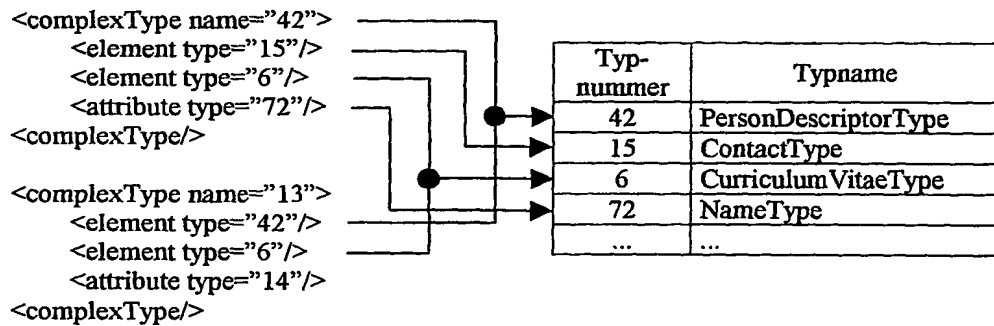 <complexType name=”42”>
<element type=”15”/>
<element type=”6”/>
<attribute type=”72”/>
<complexType/>
<complexType name=”13”>
<element type=”42”/>
<element type=”6”/>
<attribute type=”14”/>
<complexType/>
Typ-
nummer Typname
42 PersonDescriptorType
15 ContactType
6 CurriculumVitaeType
72 NameType
... ...